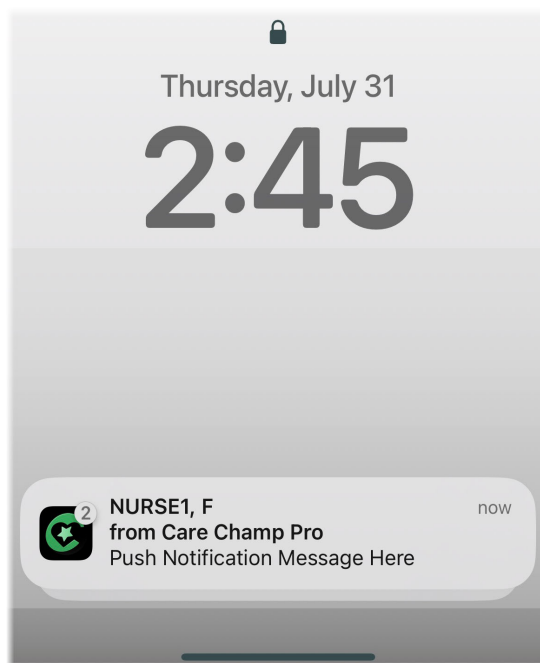 Thursday, July 31
2:45
2
NURSE1, F
now
from Care Champ Pro
Push Notification Message Here